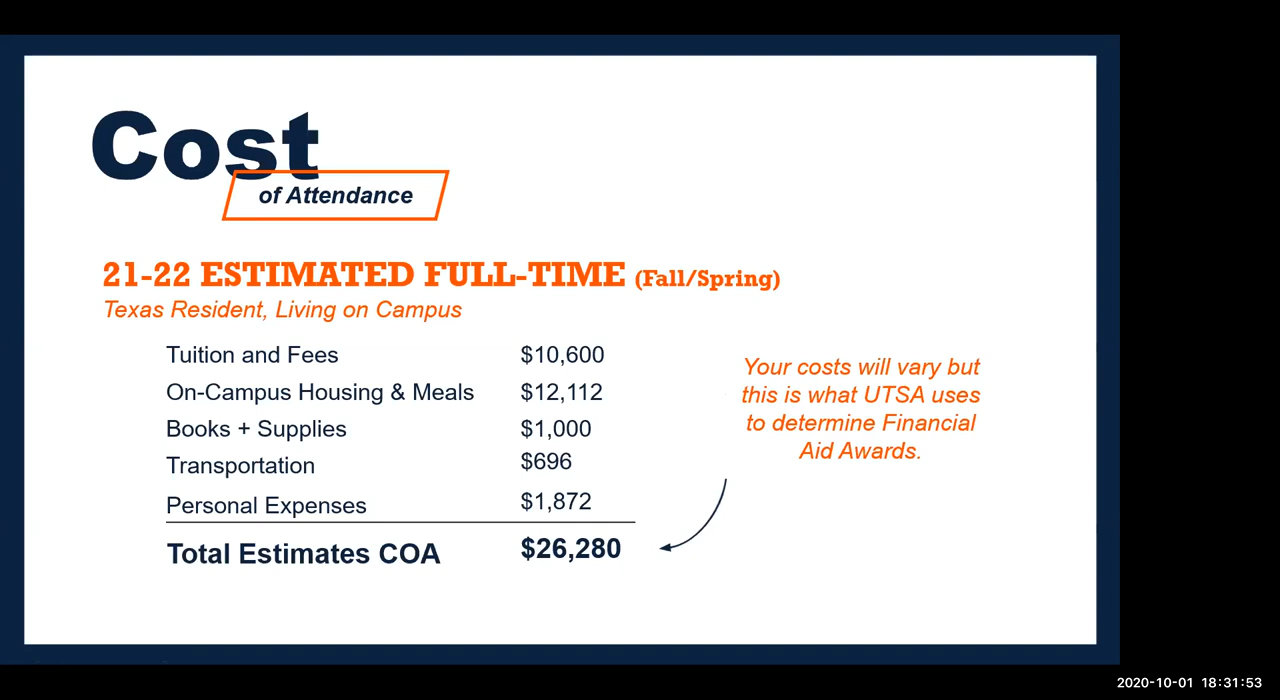 Cost
of Attendance
21-22 ESTIMATED FULL-TIME (Fall/Spring)
Texas Resident, Living on Campus
Tuition and Fees $10,600
On-Campus Housing & Meals $12,112
Books + Supplies $1,000
Transportation $696
Personal Expenses $1,872
Total Estimates COA $26,280
Your costs will vary but
this is what UTSA uses
to determine Financial
Aid Awards.
2020-10-01 18:31:53